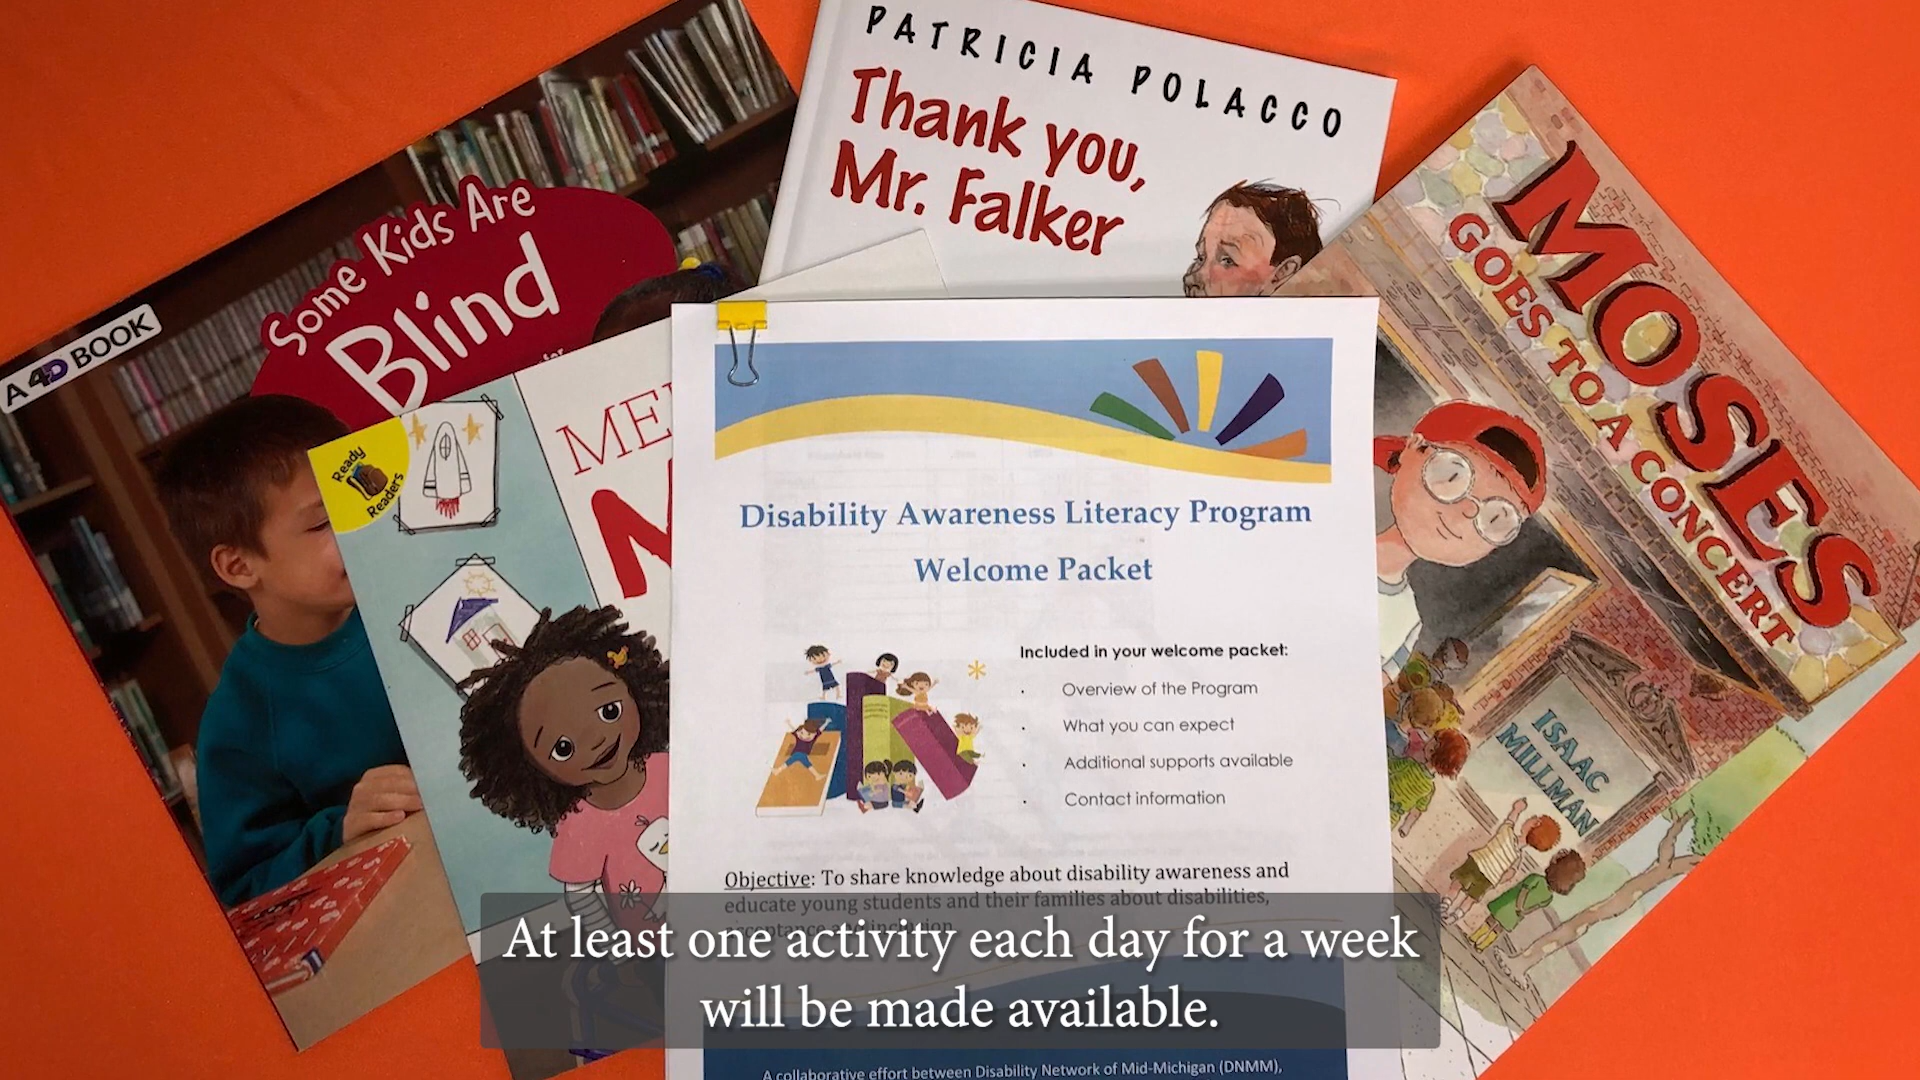 PATRICIA POLACCO
Thank you,
Mr. Falker
Some Kids Are
Blind
A 4D BOOK
MOSES
GOES TO A CONCERT
ISAAC
MILLMAN
Ready
Readers
Disability Awareness Literacy Program
Welcome Packet
Included in your welcome packet:
· Overview of the Program
· What you can expect
· Additional supports available
· Contact information
Objective: To share knowledge about disability awareness and
educate young students and their families about disabilities,
acceptance and inclusion.
At least one activity each day for a week
will be made available.
A collaborative effort between Disability Network of Mid-Michigan (DNMM),